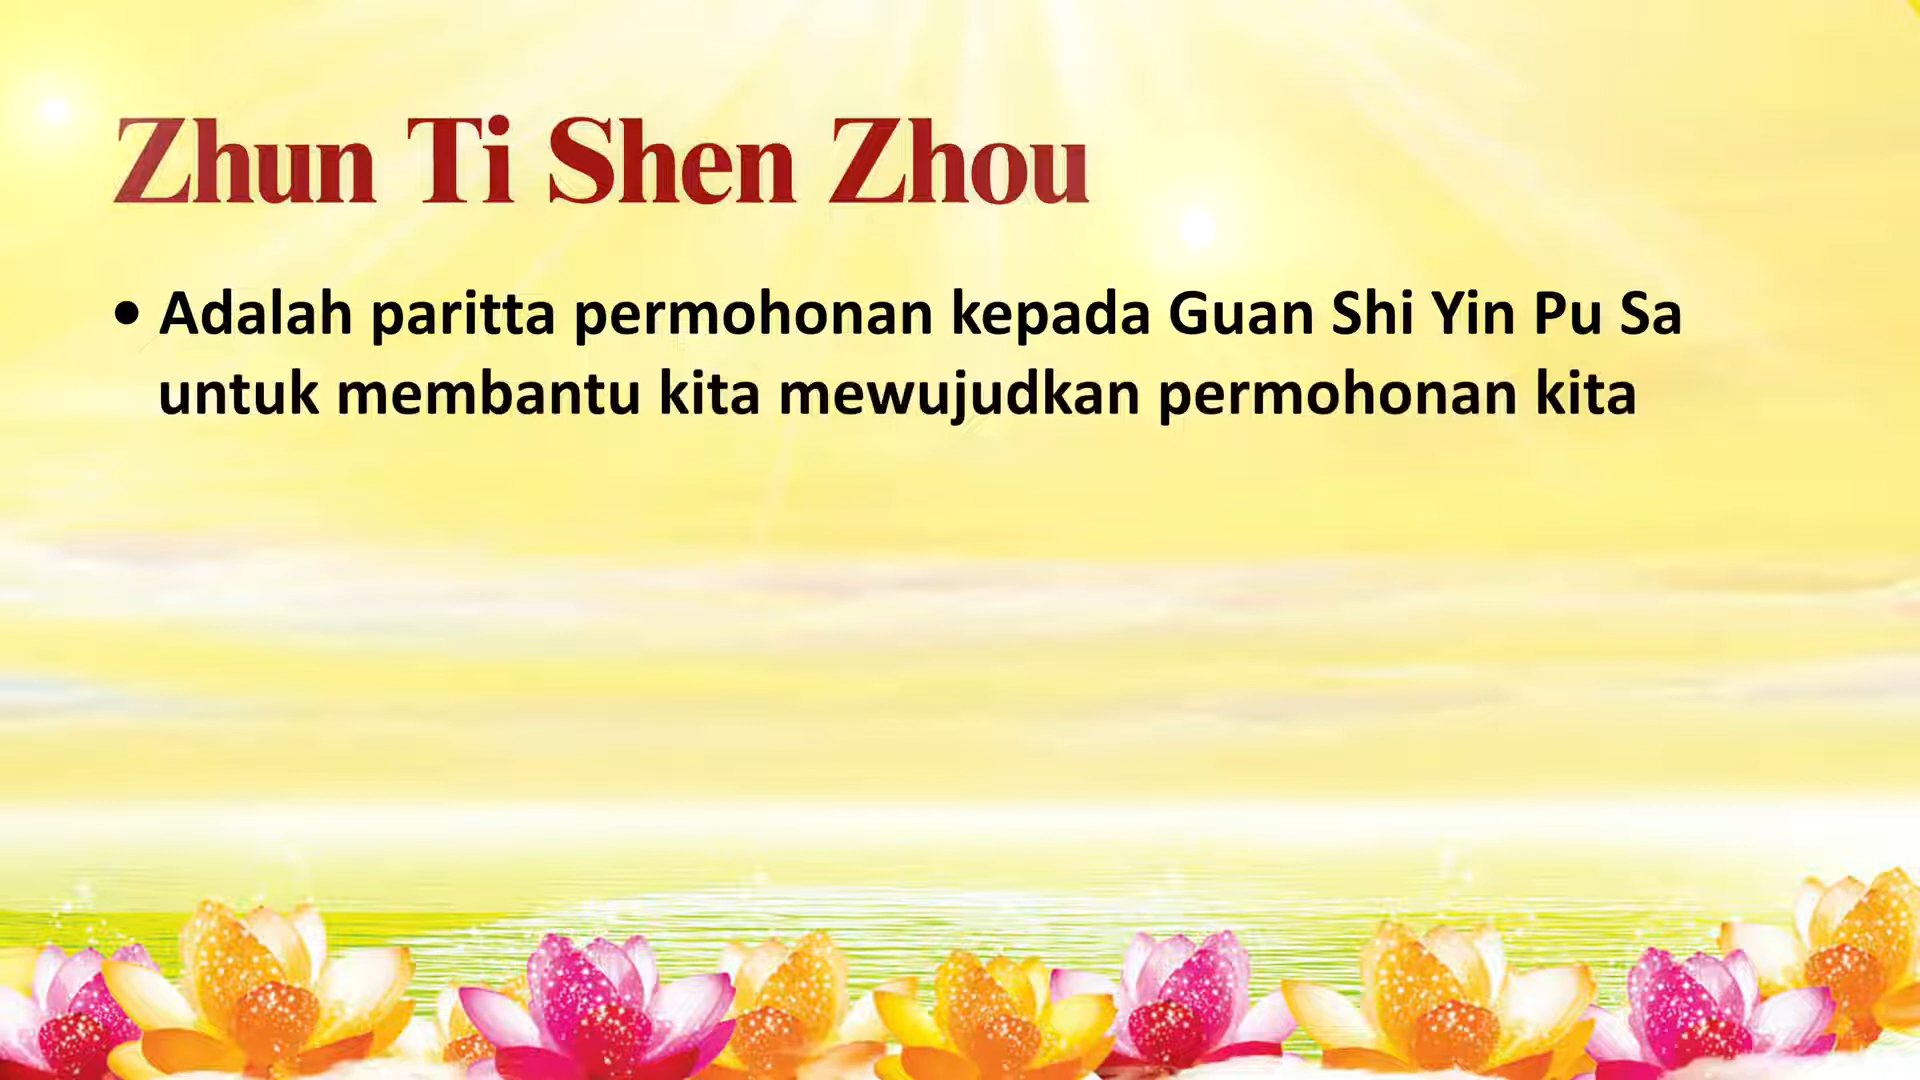 Zhun Ti Shen Zhou
• Adalah paritta permohonan kepada Guan Shi Yin Pu Sa
untuk membantu kita mewujudkan permohonan kita